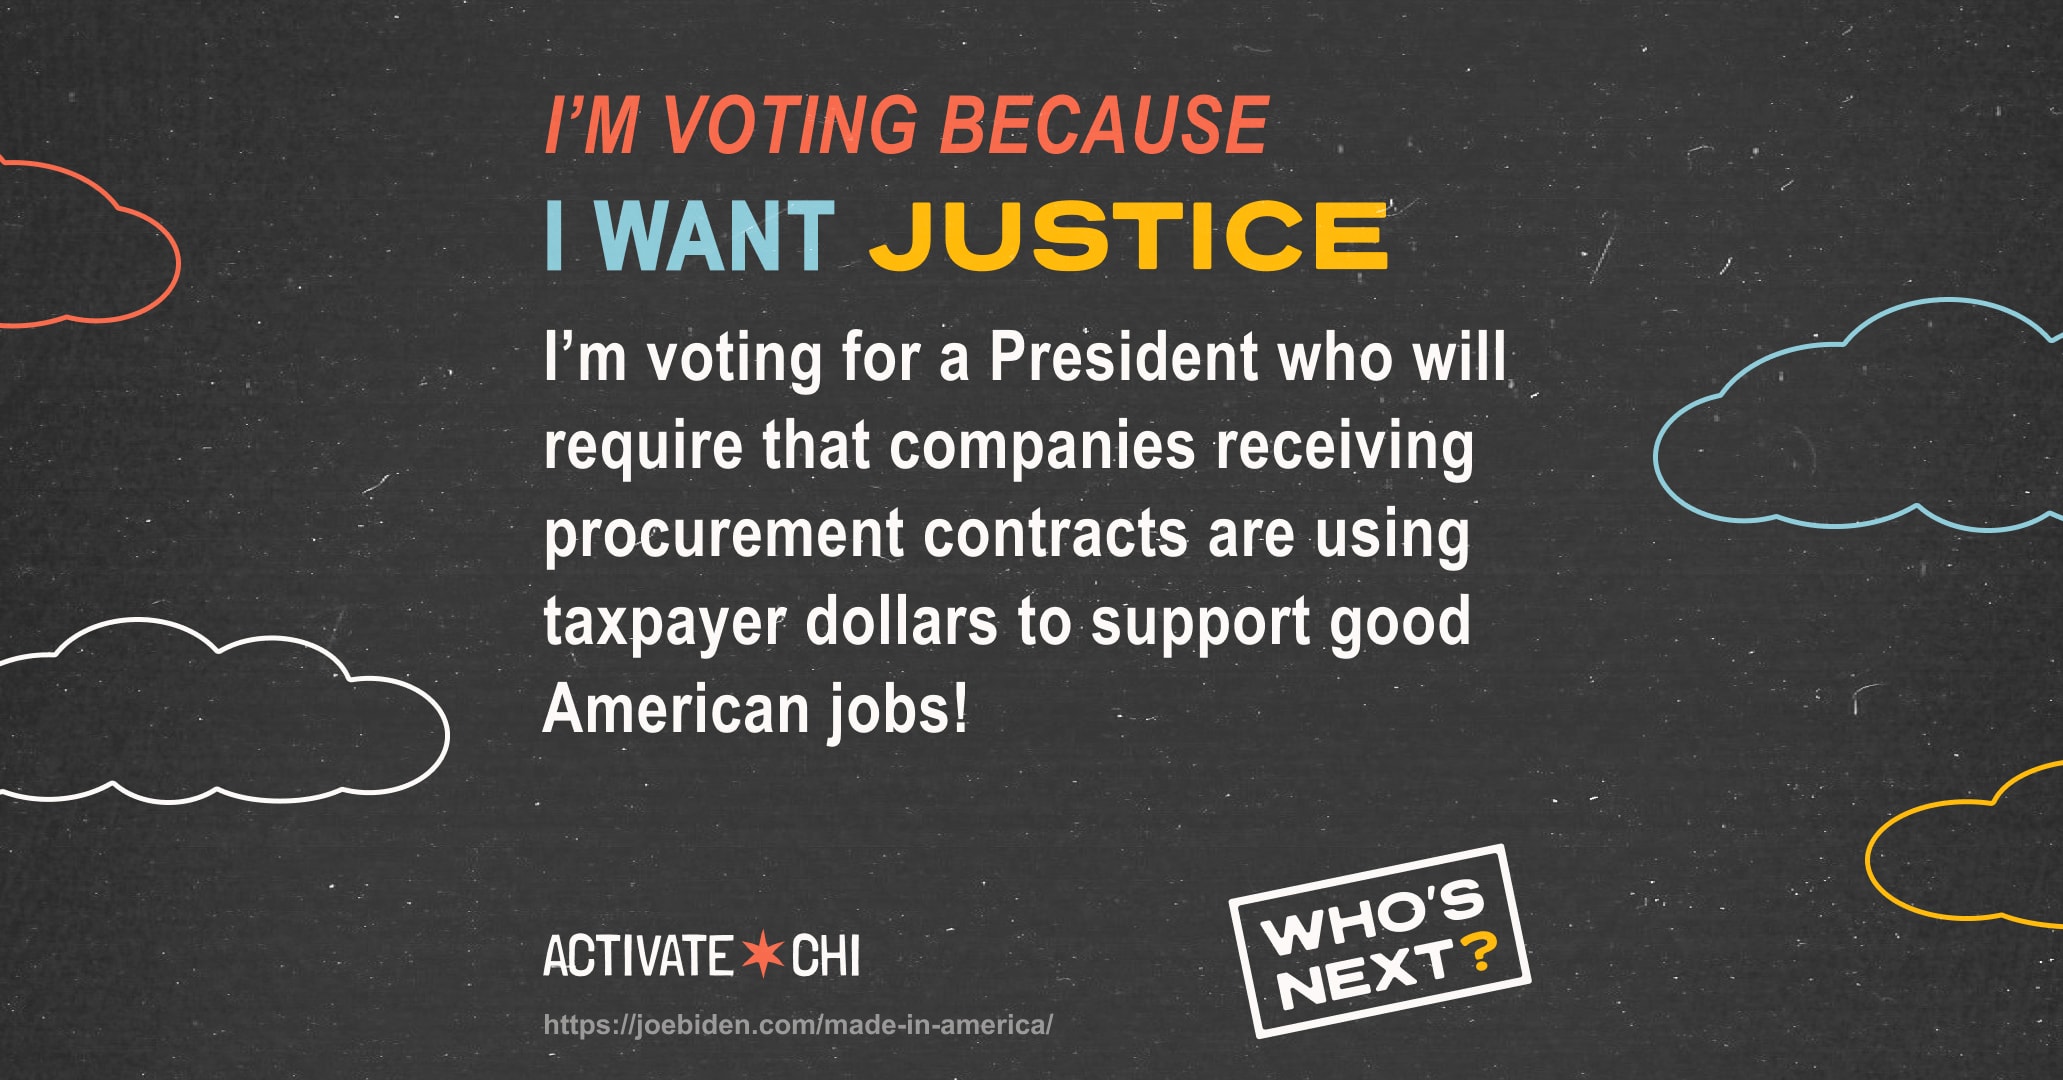 I’M VOTING BECAUSE
I WANT JUSTICE
I’m voting for a President who will
require that companies receiving
procurement contracts are using
taxpayer dollars to support good
American jobs!
ACTIVATE CHI
https://joebiden.com/made-in-america/
WHO’S
NEXT?